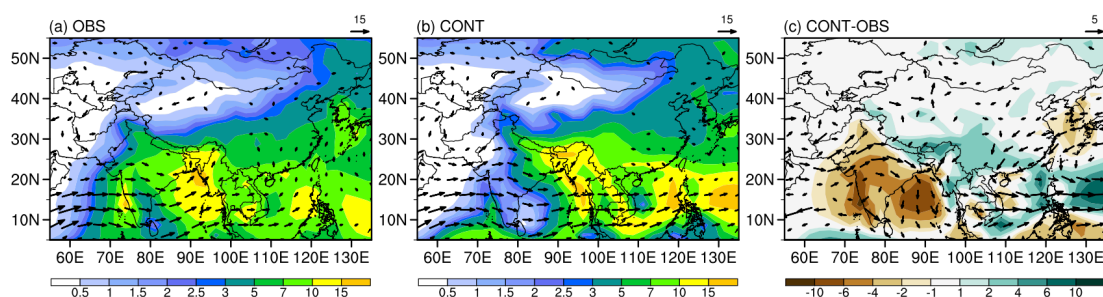 (a) OBS 15
50N
40N
30N
20N
10N
60E 70E 80E 90E 100E 110E 120E 130E
0.5 1 1.5 2 2.5 3 5 7 10 15
(b) CONT 15
50N
40N
30N
20N
10N
60E 70E 80E 90E 100E 110E 120E 130E
0.5 1 1.5 2 2.5 3 5 7 10 15
(c) CONT-OBS 5
50N
40N
30N
20N
10N
60E 70E 80E 90E 100E 110E 120E 130E
-10 -6 -4 -2 -1 1 2 4 6 10